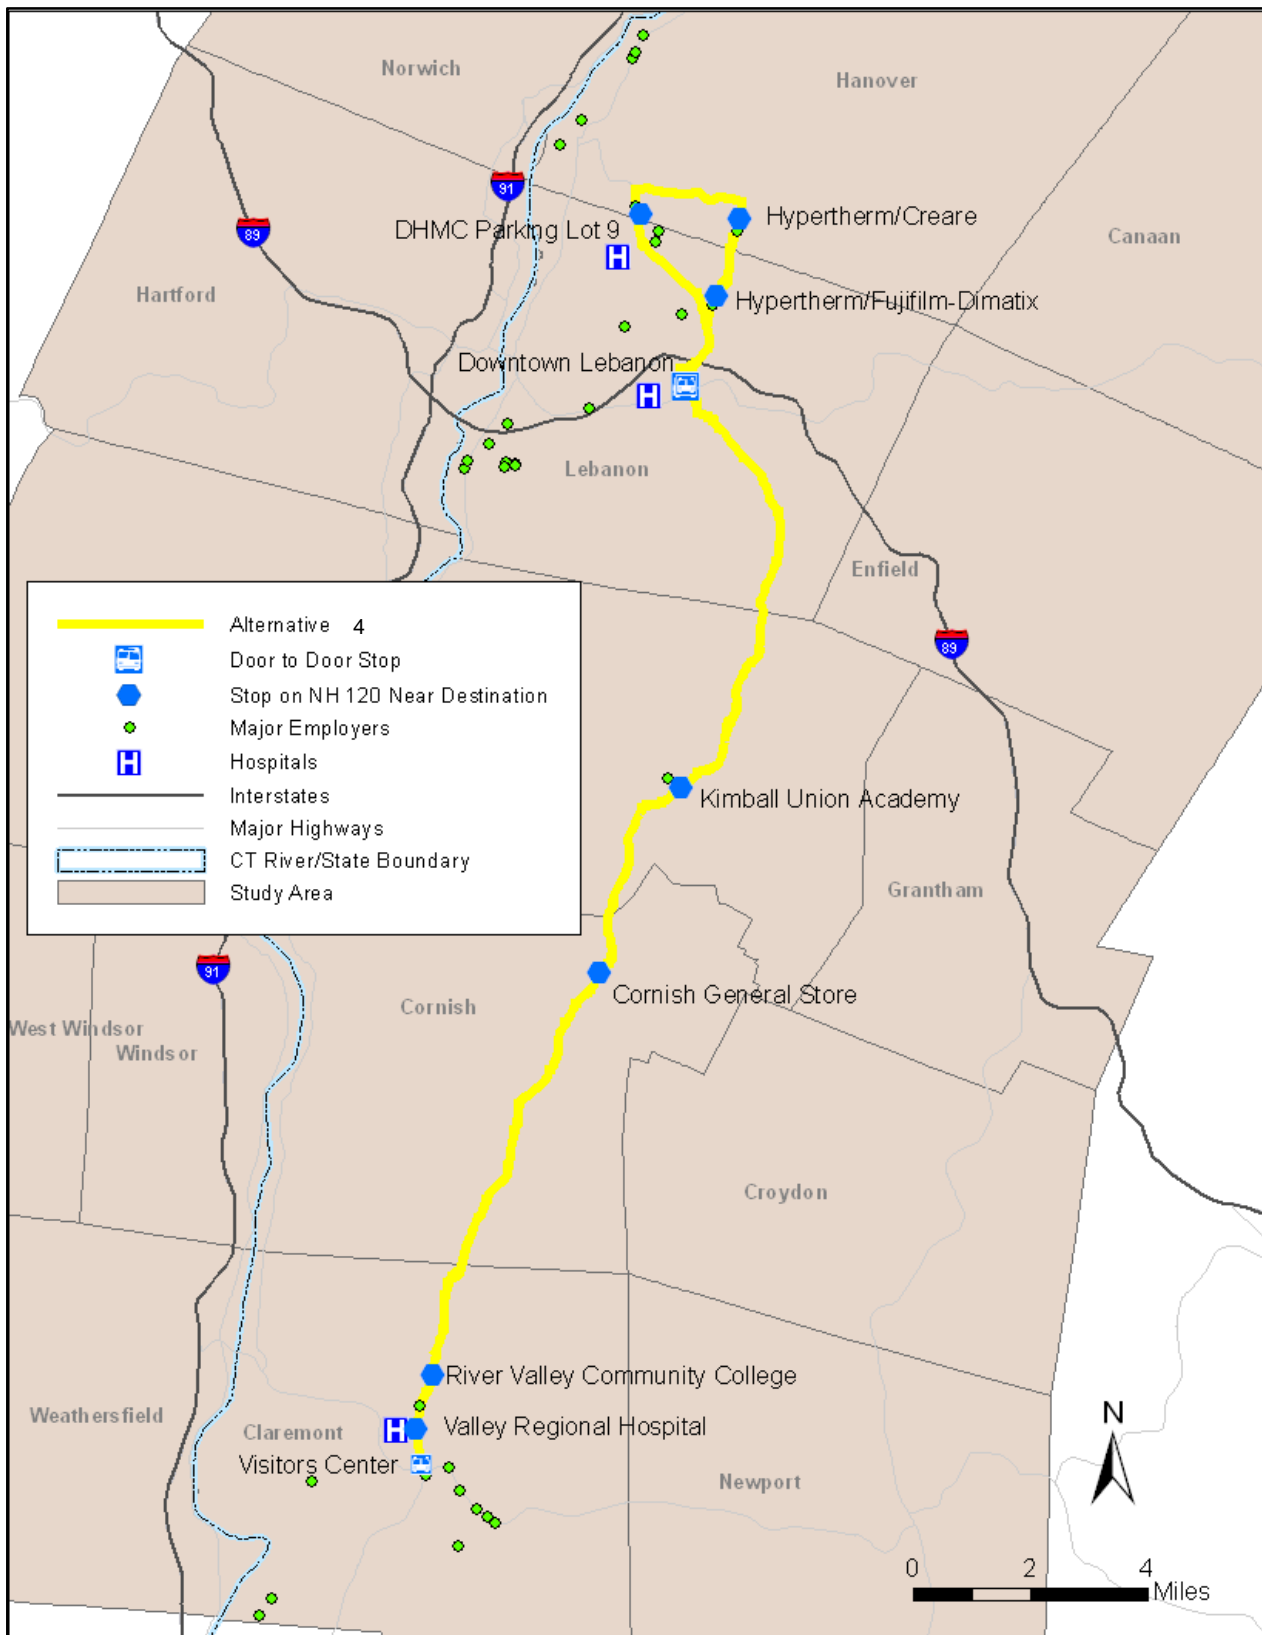 Norwich
Hanover
91
DHMC Parking Lot 9
Hypertherm/Creare
89
H
Canaan
Hartford
Hypertherm/Fujifilm-Dimatix
Downtown Lebanon
H
Lebanon
Enfield
89
Alternative 4
Door to Door Stop
Stop on NH 120 Near Destination
Major Employers
H Hospitals
Interstates
Major Highways
CT River/State Boundary
Study Area
Kimball Union Academy
Grantham
91
Cornish
Cornish General Store
West Windsor
Windsor
Croydon
River Valley Community College
Weathersfield
Claremont
H
Valley Regional Hospital
Visitors Center
Newport
N
0 2 4
Miles